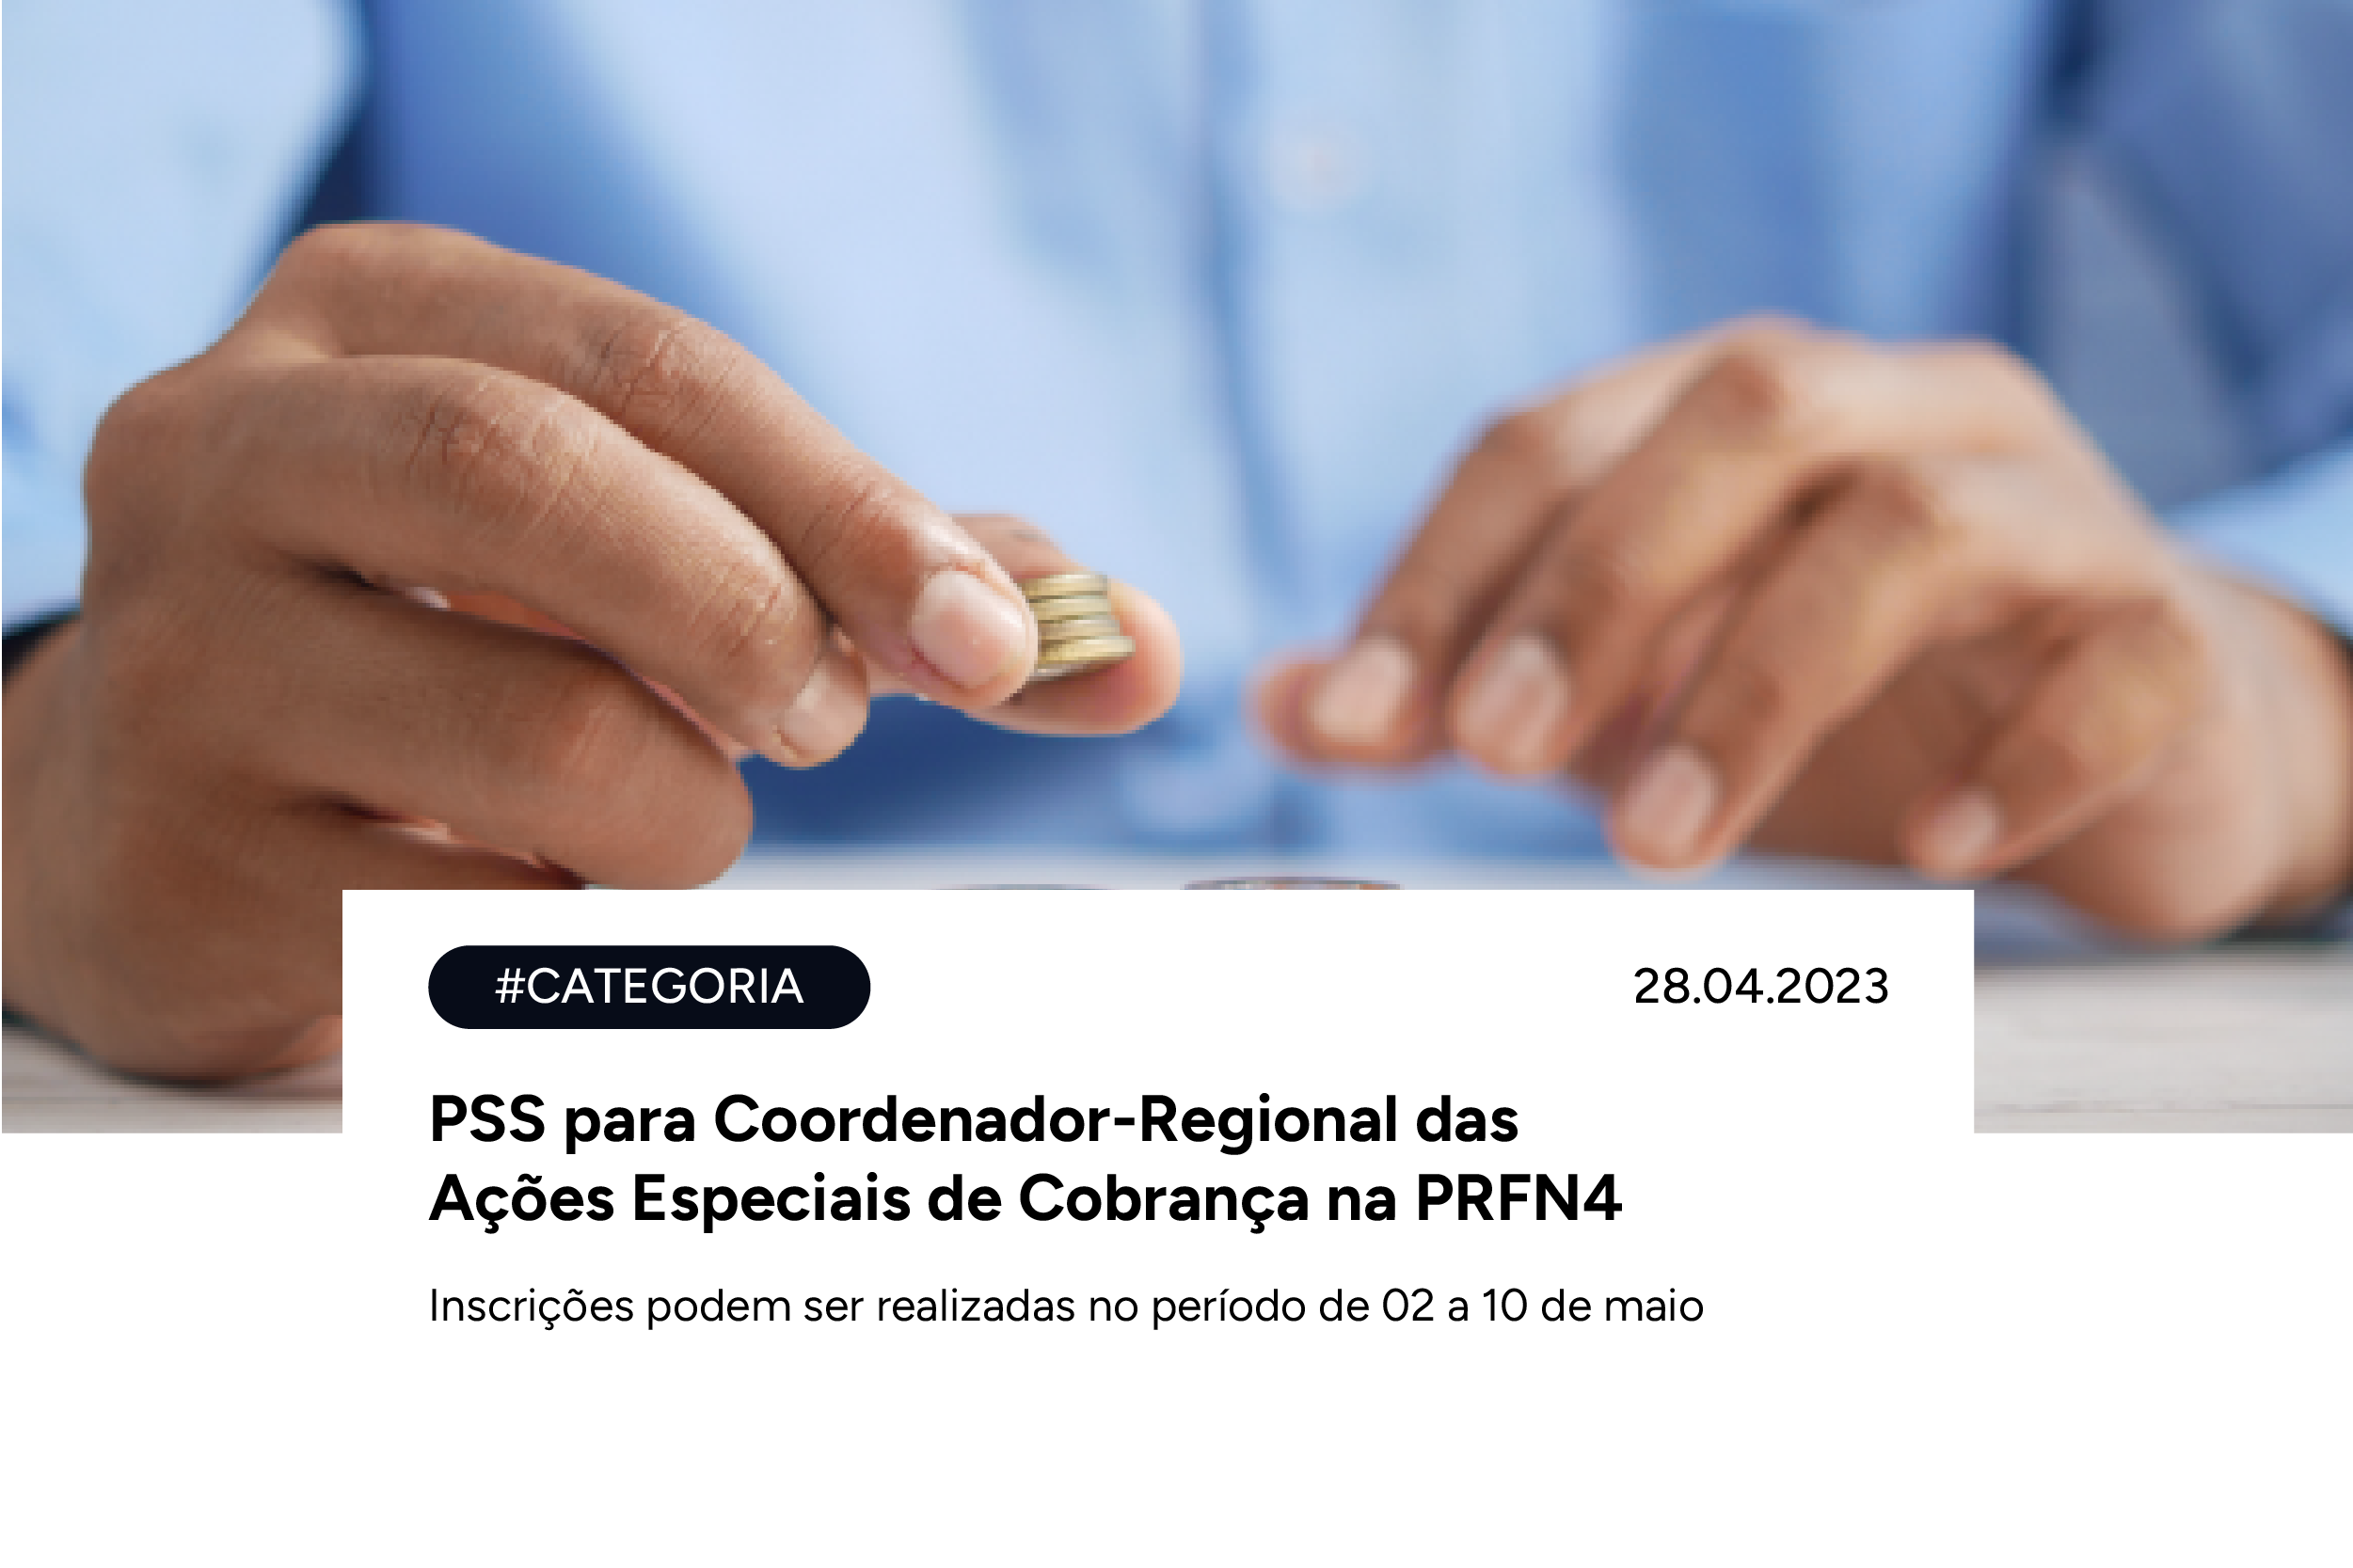 #CATEGORIA
28.04.2023
PSS para Coordenador-Regional das
Ações Especiais de Cobrança na PRFN4
Inscrições podem ser realizadas no período de 02 a 10 de maio